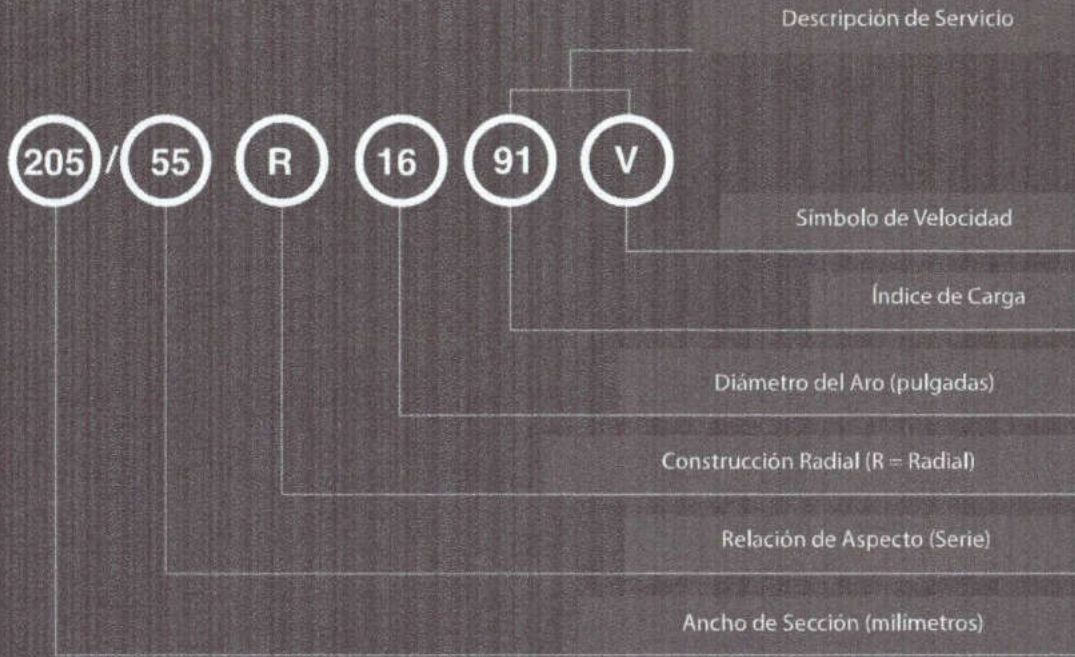 Descripción de Servicio
205 / 55 R 16 91 V
Símbolo de Velocidad
Índice de Carga
Diámetro del Aro (pulgadas)
Construcción Radial (R = Radial)
Relación de Aspecto (Serie)
Ancho de Sección (milímetros)